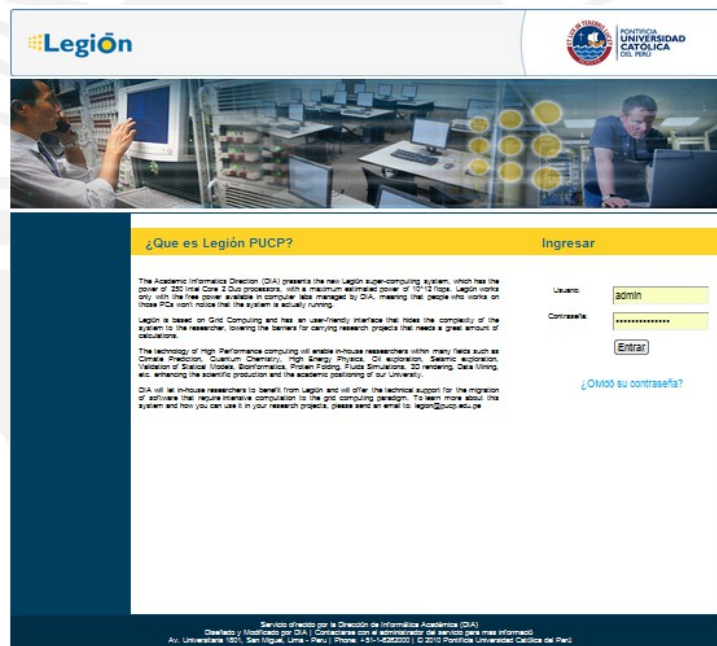 Legiōn
PONTIFICIA
UNIVERSIDAD
CATÓLICA
DEL PERÚ
ET LUX IN TENEBRIS LUCET
¿Que es Legión PUCP?
Ingresar
The Academic Informatics Direction (DIA) presents the new Legión super-computing system, which has the
power of 250 Intel Core 2 Duo processors, with a maximum estimated power of 10^12 flops. Legión works
only with the free power available in computer labs managed by DIA, meaning that people who works on
those PCs won't notice that the system is actually running.
Legión is based on Grid Computing and has an user-friendly interface that hides the complexity of the
system to the researcher, lowering the barriers for carrying research projects that needs a great amount of
calculations.
The technology of High Performance computing will enable in-house reasearchers within many fields such as
Climate Prediction, Quantum Chemistry, High Energy Physics, Oil exploration, Seismic exploration,
Validation of Statical Models, Bioinformatics, Protein Folding, Fluids Simulations, 3D rendering, Data Mining,
etc. enhancing the scientific production and the academic positioning of our University.
DIA will let in-house researchers to benefit from Legión and will offer the technical support for the migration
of software that require intensive computation to the grid computing paradigm. To learn more about this
system and how you can use it in your research projects, please send an email to: legion@pucp.edu.pe
Usuario:
admin
Contraseña:
••••••••••••••
Entrar
¿Olvidó su contraseña?
Servicio ofrecido por la Dirección de Informática Académica (DIA)
Diseñado y Modificado por DIA | Contactarse con el administrador del servicio para mas informació
Av. Universitaria 1801, San Miguel, Lima - Peru | Phone: +51-1-6262000 | © 2010 Pontificia Universidad Católica del Perú